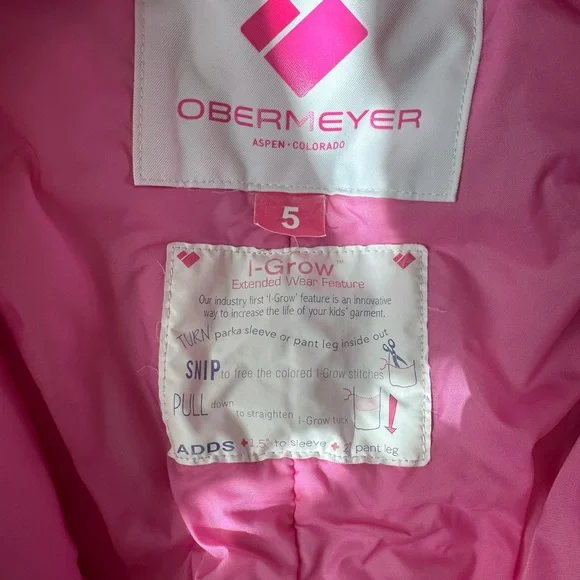 OBERMEYER
ASPEN • COLORADO
5
I-Grow™
Extended Wear Feature
Our industry first 'I-Grow' feature is an innovative
way to increase the life of your kids' garment.
TURN parka sleeve or pant leg inside out
SNIP to free the colored I-Grow stitches
PULL down
to straighten I-Grow tuck
ADDS + 1.5" to sleeve + 2" pant leg